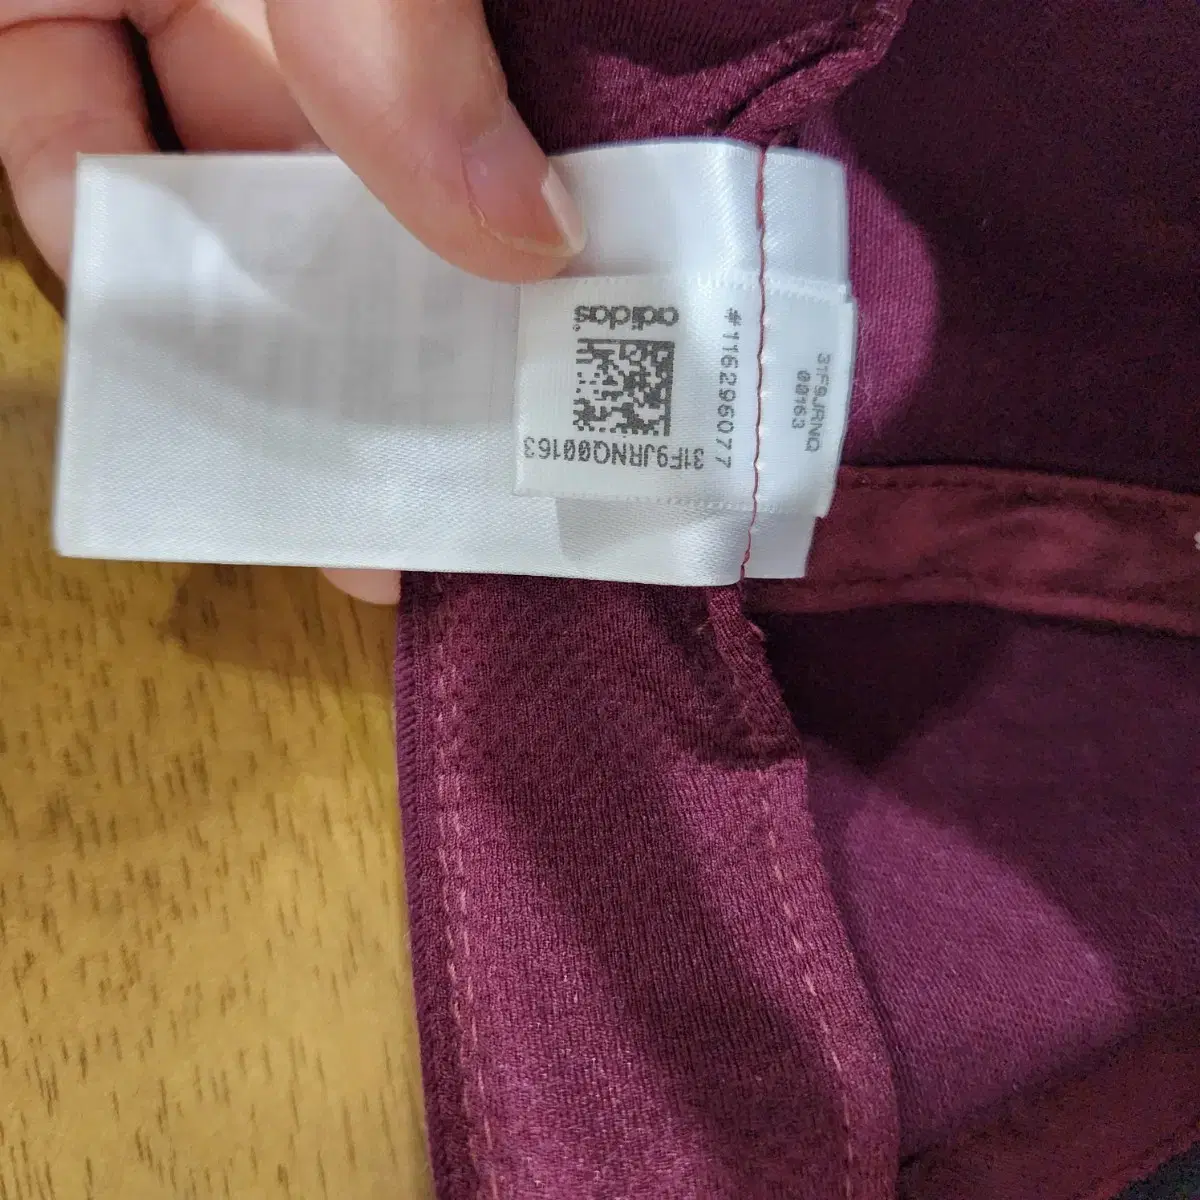 adidas
31F9JRNQ00163
#116296077
31F9JRNQ
00163